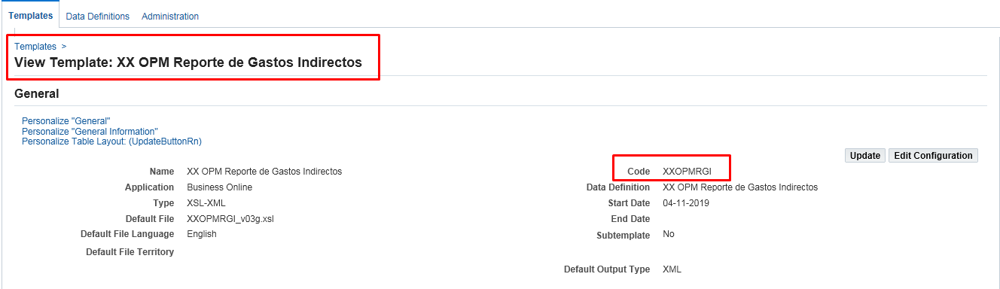 Templates Data Definitions Administration
Templates >
View Template: XX OPM Reporte de Gastos Indirectos
General
Personalize "General"
Personalize "General Information"
Personalize Table Layout: (UpdateButtonRn)
Update Edit Configuration
Name XX OPM Reporte de Gastos Indirectos Code XXOPMRGI
Application Business Online Data Definition XX OPM Reporte de Gastos Indirectos
Type XSL-XML Start Date 04-11-2019
Default File XXOPMRGI_v03g.xsl End Date
Default File Language English Subtemplate No
Default File Territory
Default Output Type XML